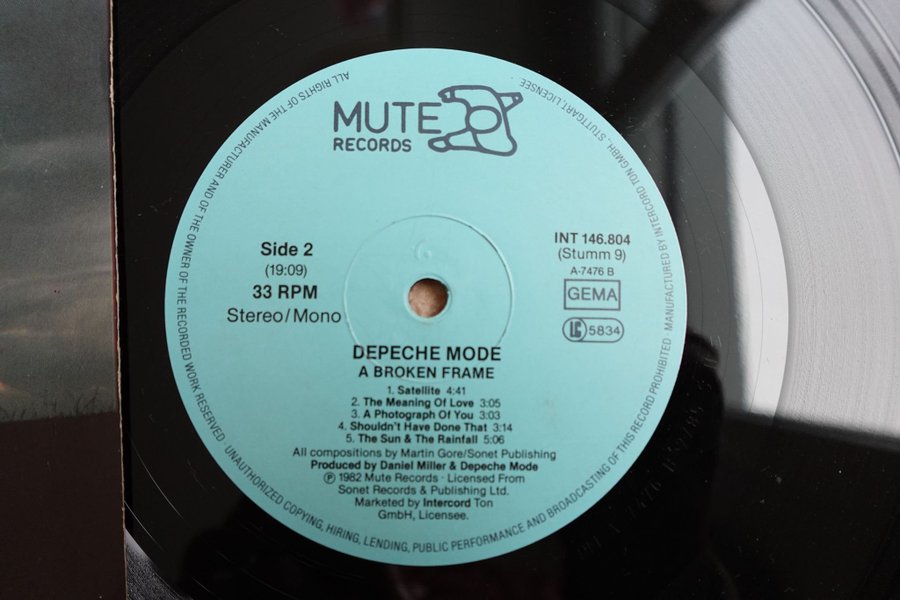 MUTE
RECORDS
Side 2
(19:09)
33 RPM
Stereo/Mono
INT 146.804
(Stumm 9)
A-7476 B
GEMA
LC 5834
DEPECHE MODE
A BROKEN FRAME
1. Satellite 4:41
2. The Meaning Of Love 3:05
3. A Photograph Of You 3:03
4. Shouldn't Have Done That 3:14
5. The Sun & The Rainfall 5:06
All compositions by Martin Gore/Sonet Publishing
Produced by Daniel Miller & Depeche Mode
℗ 1982 Mute Records · Licensed From
Sonet Records & Publishing Ltd.
Marketed by Intercord Ton
GmbH, Licensee.
ALL RIGHTS OF THE MANUFACTURER AND OF THE OWNER OF THE RECORDED WORK RESERVED · UNAUTHORIZED COPYING, HIRING, LENDING, PUBLIC PERFORMANCE AND BROADCASTING OF THIS RECORD PROHIBITED · MANUFACTURED BY INTERCORD TON GMBH, STUTTGART, LICENSEE